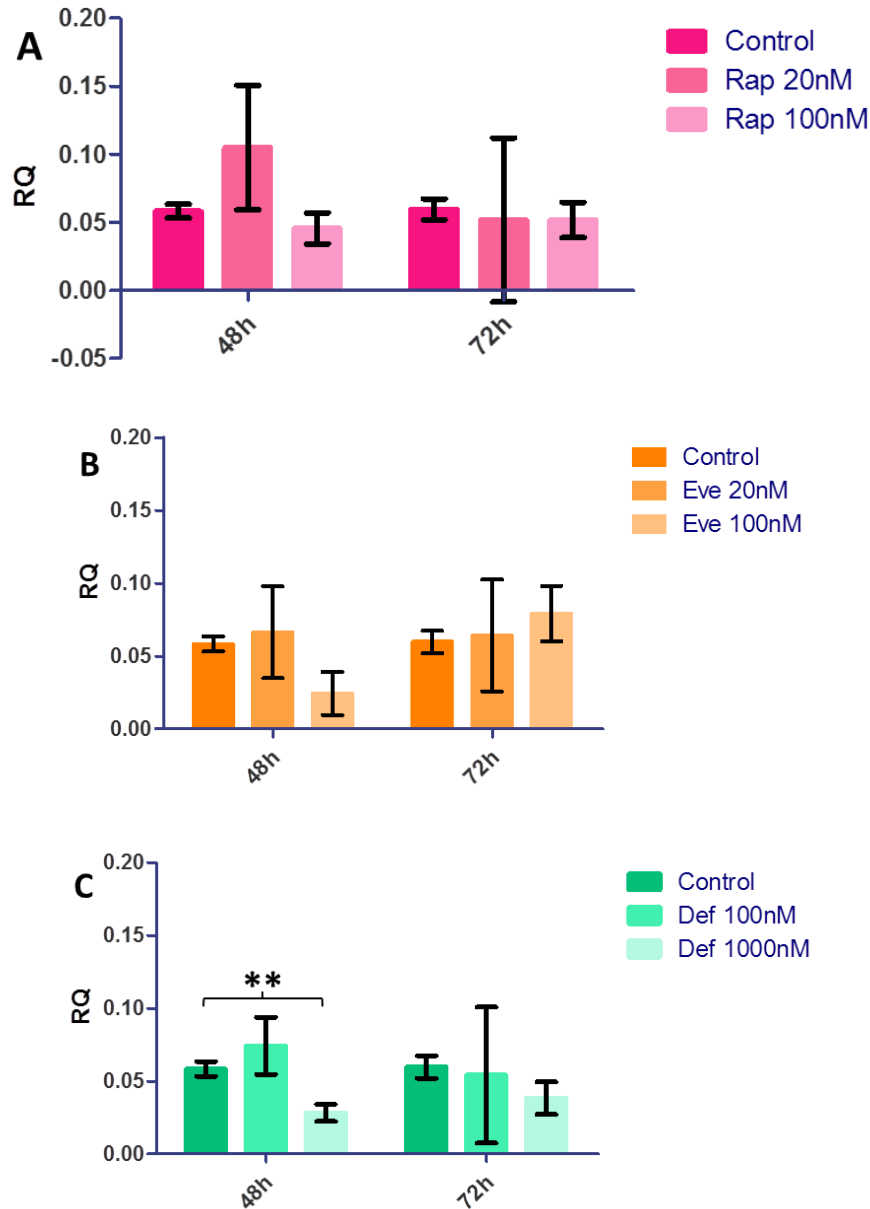 A
0.20
0.15
0.10
0.05
0.00
-0.05
RQ
48h
72h
Control
Rap 20nM
Rap 100nM
B
0.20
0.15
0.10
0.05
0.00
RQ
48h
72h
Control
Eve 20nM
Eve 100nM
C
0.20
0.15
0.10
0.05
0.00
RQ
**
48h
72h
Control
Def 100nM
Def 1000nM